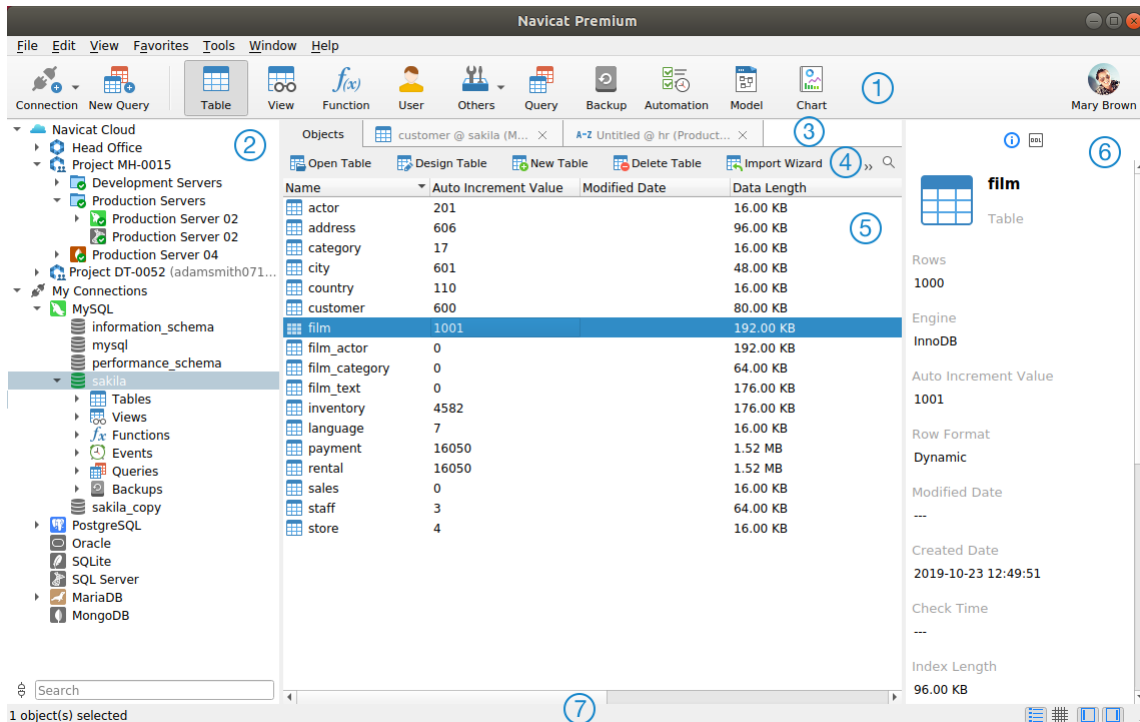 Navicat Premium
File Edit View Favorites Tools Window Help
Connection New Query Table View Function User Others Query Backup Automation Model Chart 1 Mary Brown
Navicat Cloud
Head Office
Project MH-0015
Development Servers
Production Servers
Production Server 02
Production Server 02
Production Server 04
Project DT-0052 (adamsmith071...
My Connections
MySQL
information_schema
mysql
performance_schema
sakila
Tables
Views
fx Functions
Events
Queries
Backups
sakila_copy
PostgreSQL
Oracle
SQLite
SQL Server
MariaDB
MongoDB
Search
2
Objects customer @ sakila (M... A-Z Untitled @ hr (Product... 3
Open Table Design Table New Table Delete Table Import Wizard 4 »
Name Auto Increment Value Modified Date Data Length
actor 201 16.00 KB
address 606 96.00 KB
category 17 16.00 KB
city 601 48.00 KB
country 110 16.00 KB
customer 600 80.00 KB
film 1001 192.00 KB
film_actor 0 192.00 KB
film_category 0 64.00 KB
film_text 0 176.00 KB
inventory 4582 176.00 KB
language 7 16.00 KB
payment 16050 1.52 MB
rental 16050 1.52 MB
sales 0 16.00 KB
staff 3 64.00 KB
store 4 16.00 KB
5
DDL 6
film
Table
Rows
1000
Engine
InnoDB
Auto Increment Value
1001
Row Format
Dynamic
Modified Date
---
Created Date
2019-10-23 12:49:51
Check Time
---
Index Length
96.00 KB
1 object(s) selected 7